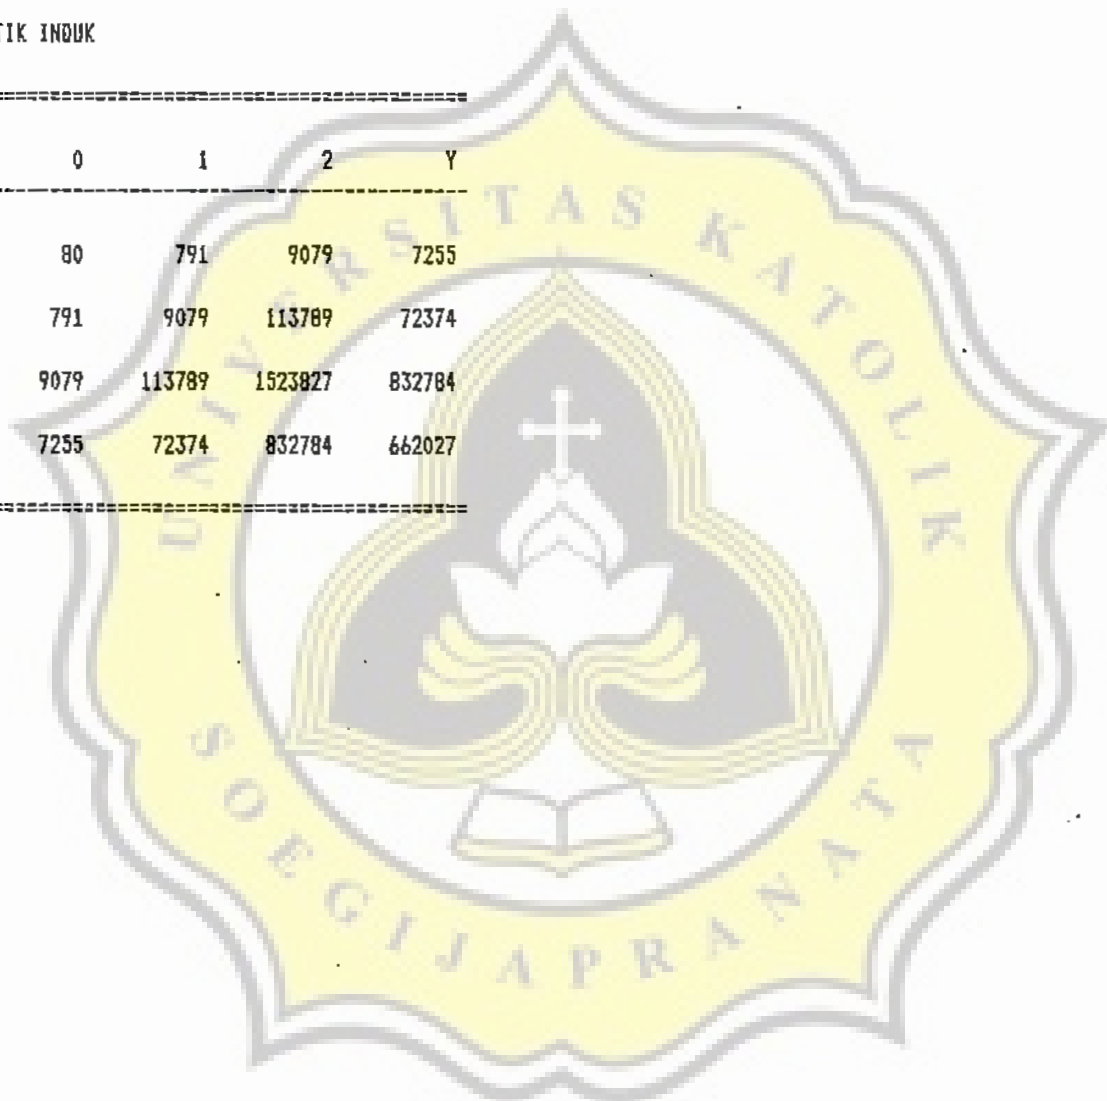 TIK INDUK
0 1 2 Y
80 791 9079 7255
791 9079 113789 72374
9079 113789 1523827 832784
7255 72374 832784 662027
UNIVERSITAS KATOLIK
SOEGIJAPRANATA